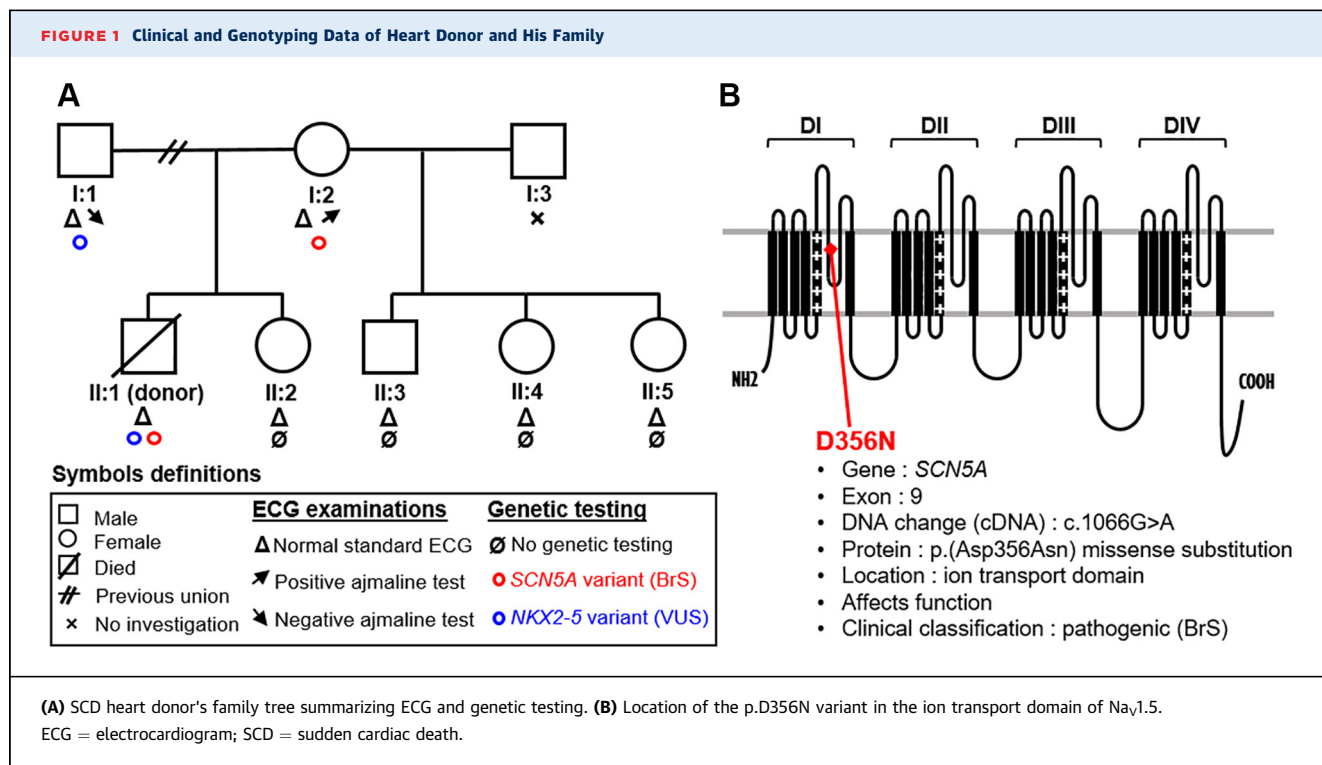 FIGURE 1 Clinical and Genotyping Data of Heart Donor and His Family
A
I:1
I:2
I:3
Δ
Δ
×
II:1 (donor)
II:2
II:3
II:4
II:5
Δ
Δ
Δ
Δ
Δ
Ø
Ø
Ø
Ø
Symbols definitions
Male
Female
Died
Previous union
× No investigation
ECG examinations
Δ Normal standard ECG
Positive ajmaline test
Negative ajmaline test
Genetic testing
Ø No genetic testing
SCN5A variant (BrS)
NKX2-5 variant (VUS)
B
DI
DII
DIII
DIV
NH2
COOH
D356N
• Gene : SCN5A
• Exon : 9
• DNA change (cDNA) : c.1066G>A
• Protein : p.(Asp356Asn) missense substitution
• Location : ion transport domain
• Affects function
• Clinical classification : pathogenic (BrS)
(A) SCD heart donor's family tree summarizing ECG and genetic testing. (B) Location of the p.D356N variant in the ion transport domain of NaV1.5.
ECG = electrocardiogram; SCD = sudden cardiac death.